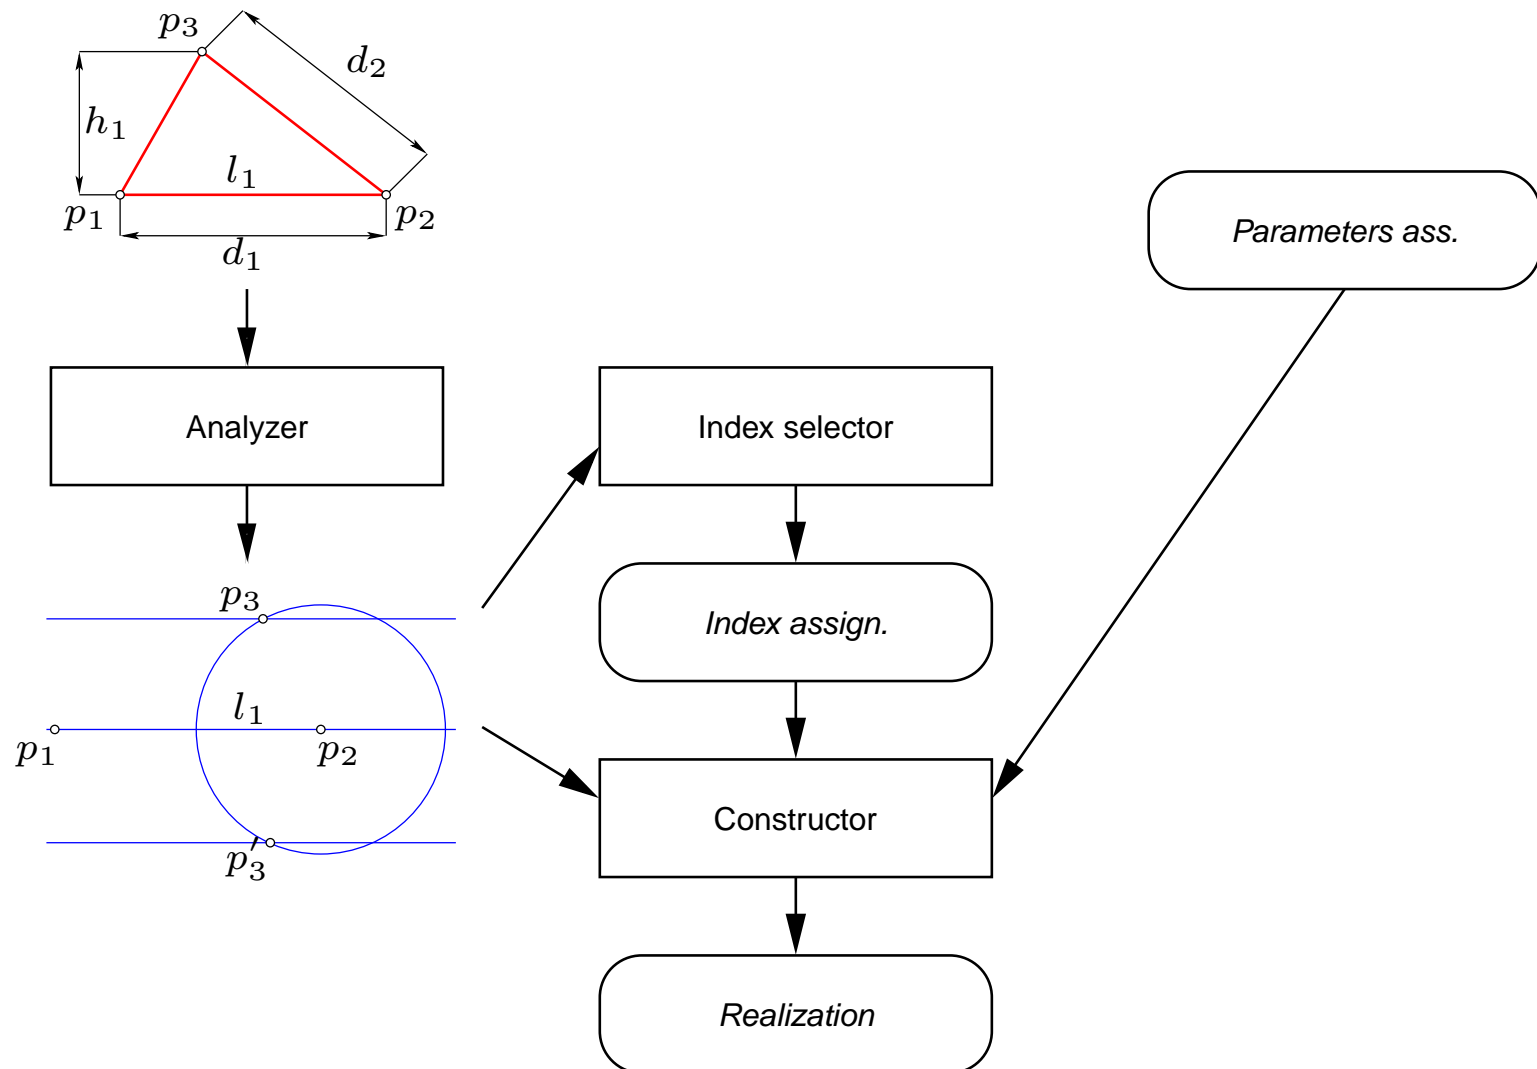 p₃
d₂
h₁
l₁
p₁
p₂
d₁
Parameters ass.
Analyzer
Index selector
p₃
Index assign.
l₁
p₁
p₂
Constructor
p₃′
Realization